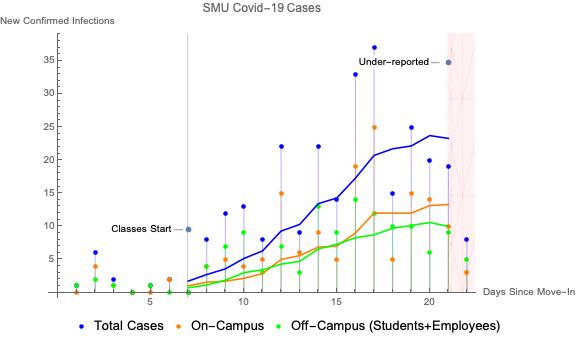 SMU Covid-19 Cases
New Confirmed Infections
35
Under-reported
30
25
20
15
10
Classes Start
5
5
10
15
20
Days Since Move-In
Total Cases On-Campus Off-Campus (Students+Employees)